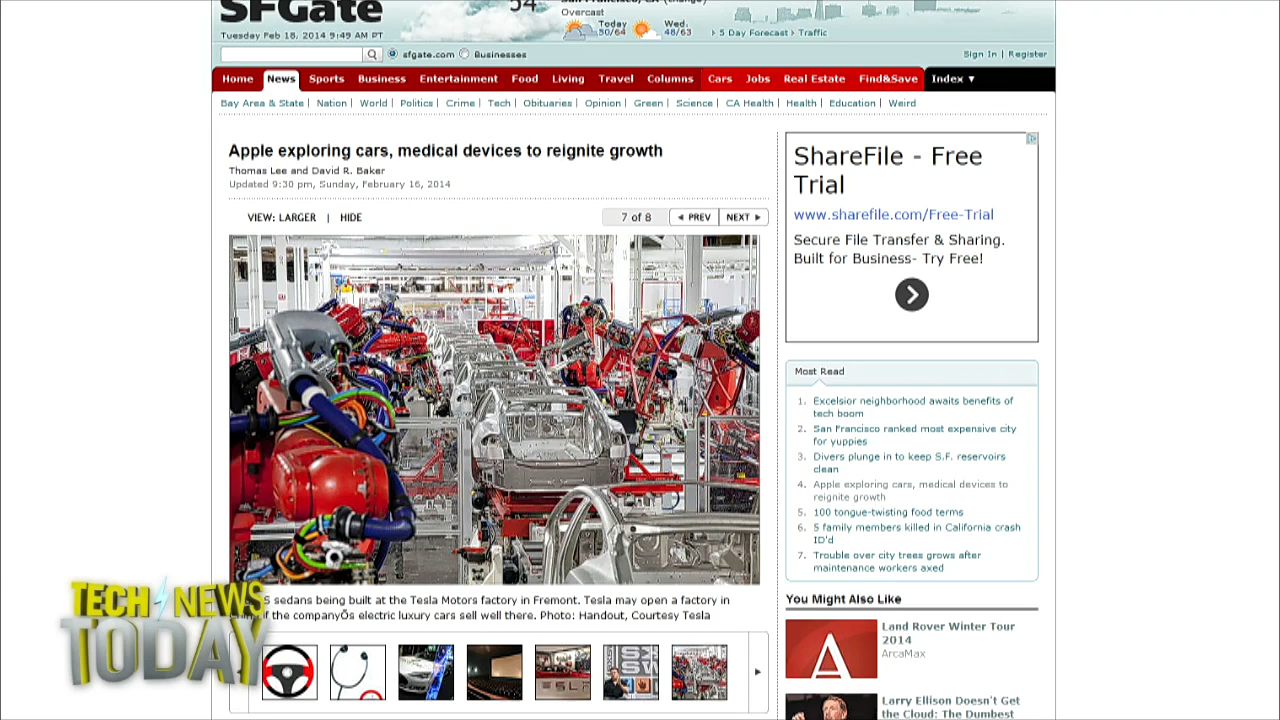 SFGate
54
Overcast
Today
50/64
Wed.
48/63
5 Day Forecast
Traffic
Tuesday Feb 18, 2014 9:49 AM PT
sfgate.com
Businesses
Sign In | Register
Home News Sports Business Entertainment Food Living Travel Columns Cars Jobs Real Estate Find&Save Index ▼
Bay Area & State | Nation | World | Politics | Crime | Tech | Obituaries | Opinion | Green | Science | CA Health | Health | Education | Weird
Apple exploring cars, medical devices to reignite growth
Thomas Lee and David R. Baker
Updated 9:30 pm, Sunday, February 16, 2014
VIEW: LARGER | HIDE
7 of 8
◄ PREV
NEXT ►
S sedans being built at the Tesla Motors factory in Fremont. Tesla may open a factory in
if the companyÕs electric luxury cars sell well there. Photo: Handout, Courtesy Tesla
TECH NEWS
TODAY
TESLA
ShareFile - Free
Trial
www.sharefile.com/Free-Trial
Secure File Transfer & Sharing.
Built for Business- Try Free!
Most Read
1. Excelsior neighborhood awaits benefits of
tech boom
2. San Francisco ranked most expensive city
for yuppies
3. Divers plunge in to keep S.F. reservoirs
clean
4. Apple exploring cars, medical devices to
reignite growth
5. 100 tongue-twisting food terms
6. 5 family members killed in California crash
ID'd
7. Trouble over city trees grows after
maintenance workers axed
You Might Also Like
Land Rover Winter Tour
2014
ArcaMax
Larry Ellison Doesn't Get
the Cloud: The Dumbest